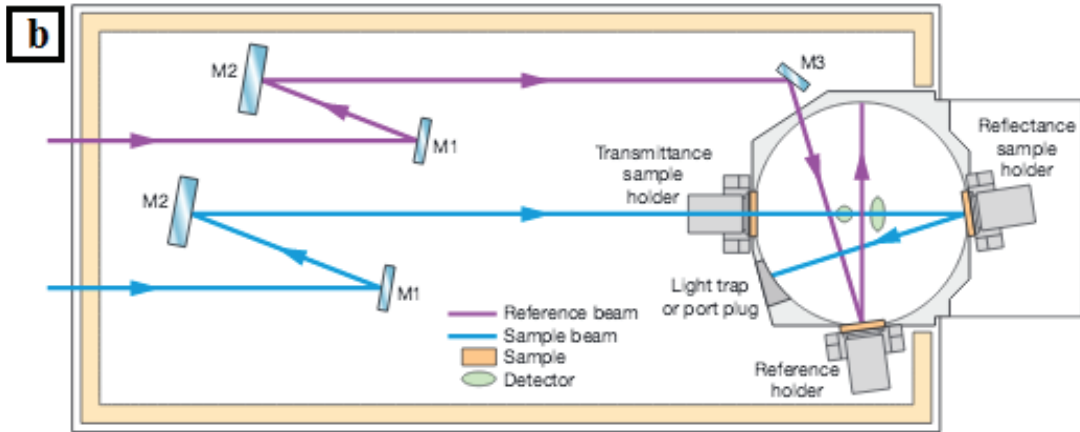 b
M2
M3
M1
Transmittance
sample
holder
Reflectance
sample
holder
M2
M1
Light trap
or port plug
Reference beam
Sample beam
Sample
Detector
Reference
holder